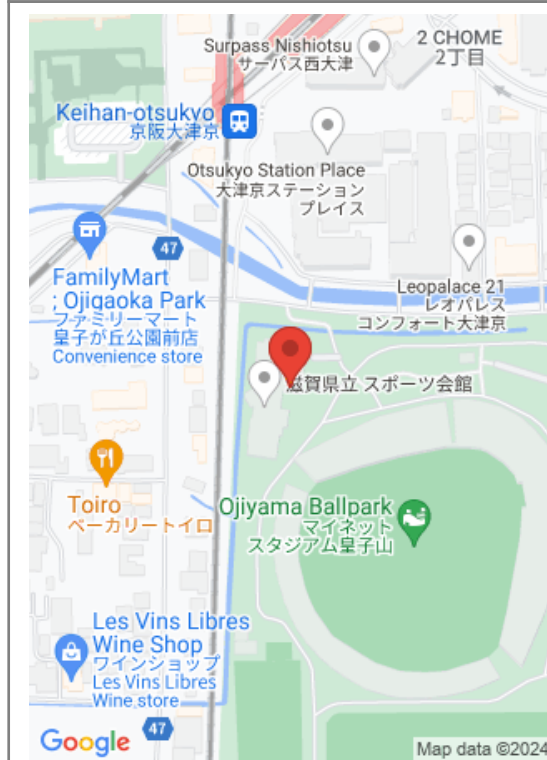 Surpass Nishiotsu
サーパス西大津
2 CHOME
2丁目
Keihan-otsukyo
京阪大津京
Otsukyo Station Place
大津京ステーション
プレイス
47
FamilyMart
; Ojigaoka Park
ファミリーマート
皇子が丘公園前店
Convenience store
Leopalace 21
レオパレス
コンフォート大津京
滋賀県立 スポーツ会館
Toiro
ベーカリートイロ
Ojiyama Ballpark
マイネット
スタジアム皇子山
Les Vins Libres
Wine Shop
ワインショップ
Les Vins Libres
Wine store
47
Google
Map data ©2024